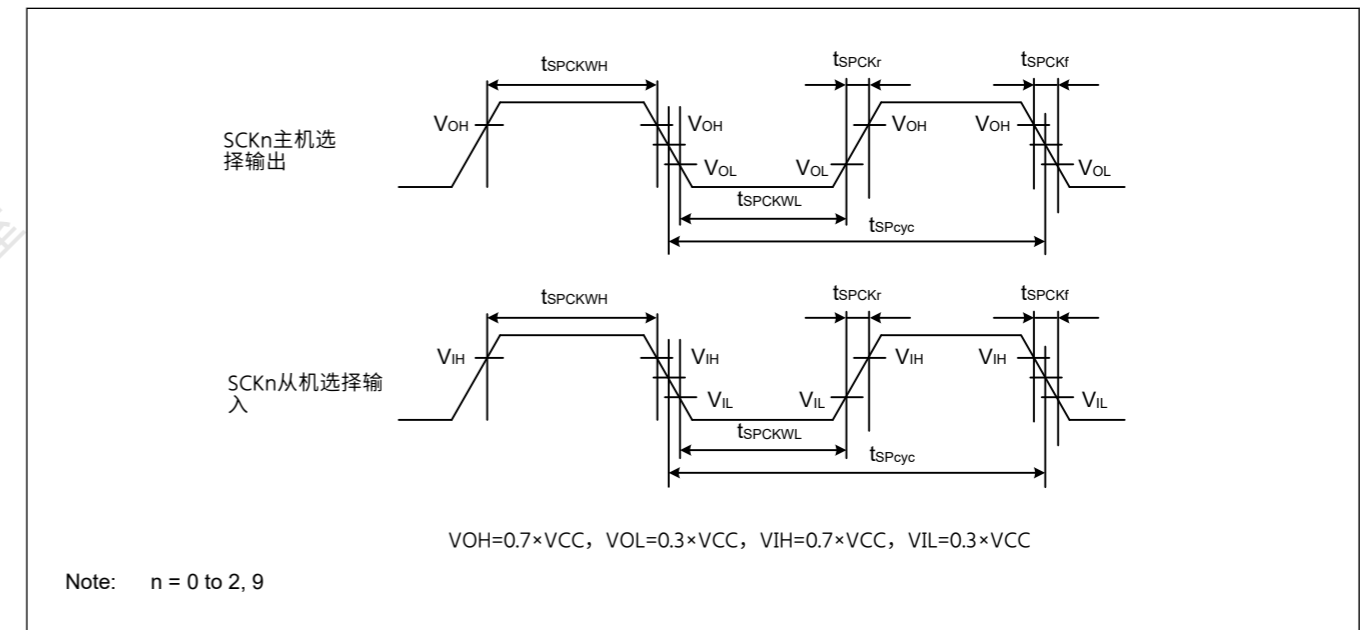 tSPCKWH
tSPCKr
tSPCKf
VOH
VOH
VOH
VOH
SCKn主机选
择输出
VOL
VOL
VOL
tSPCKWL
tSPcyc
tSPCKWH
tSPCKr
tSPCKf
VIH
VIH
VIH
VIH
SCKn从机选择输
入
VIL
VIL
VIL
tSPCKWL
tSPcyc
VOH=0.7×VCC，VOL=0.3×VCC，VIH=0.7×VCC，VIL=0.3×VCC
Note: n = 0 to 2, 9